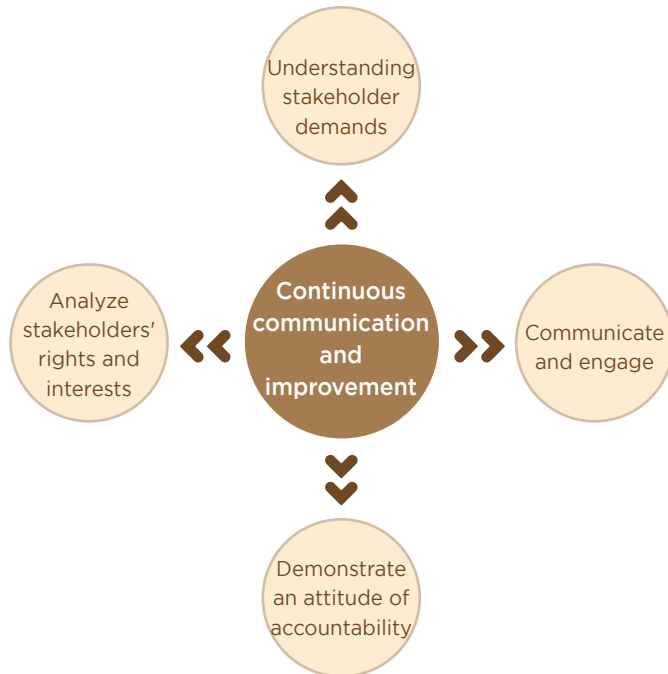 Understanding
stakeholder
demands
Analyze
stakeholders'
rights and
interests
Continuous
communication
and
improvement
Communicate
and engage
Demonstrate
an attitude of
accountability